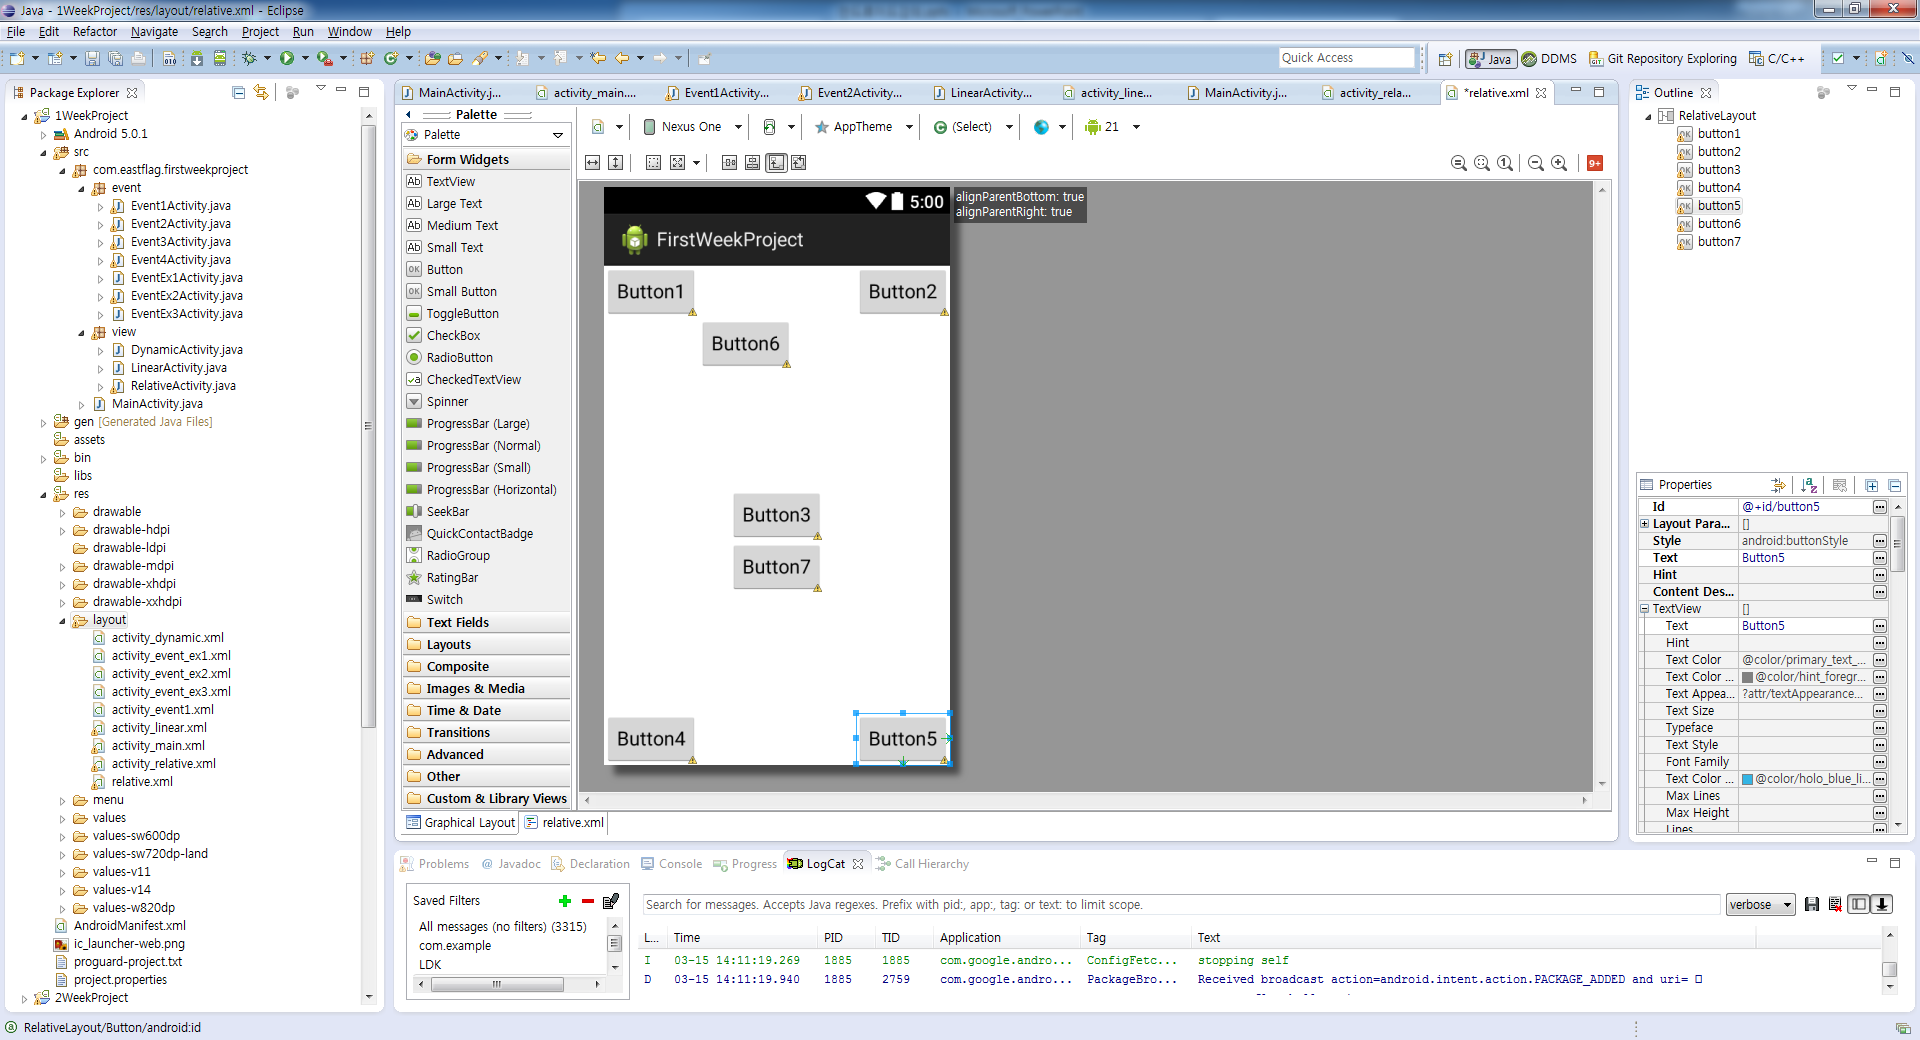 Java - 1WeekProject/res/layout/relative.xml - Eclipse
File Edit Refactor Navigate Search Project Run Window Help
Quick Access
Java DDMS Git Repository Exploring C/C++
Package Explorer
1WeekProject
Android 5.0.1
src
com.eastflag.firstweekproject
event
Event1Activity.java
Event2Activity.java
Event3Activity.java
Event4Activity.java
EventEx1Activity.java
EventEx2Activity.java
EventEx3Activity.java
view
DynamicActivity.java
LinearActivity.java
RelativeActivity.java
MainActivity.java
gen [Generated Java Files]
assets
bin
libs
res
drawable
drawable-hdpi
drawable-ldpi
drawable-mdpi
drawable-xhdpi
drawable-xxhdpi
layout
activity_dynamic.xml
activity_event_ex1.xml
activity_event_ex2.xml
activity_event_ex3.xml
activity_event1.xml
activity_linear.xml
activity_main.xml
activity_relative.xml
relative.xml
menu
values
values-sw600dp
values-sw720dp-land
values-v11
values-v14
values-w820dp
AndroidManifest.xml
ic_launcher-web.png
proguard-project.txt
project.properties
2WeekProject
MainActivity.j... activity_main.... Event1Activity... Event2Activity... LinearActivity... activity_line... MainActivity.j... activity_rela... *relative.xml
Palette
Palette
Form Widgets
TextView
Large Text
Medium Text
Small Text
Button
Small Button
ToggleButton
CheckBox
RadioButton
CheckedTextView
Spinner
ProgressBar (Large)
ProgressBar (Normal)
ProgressBar (Small)
ProgressBar (Horizontal)
SeekBar
QuickContactBadge
RadioGroup
RatingBar
Switch
Text Fields
Layouts
Composite
Images & Media
Time & Date
Transitions
Advanced
Other
Custom & Library Views
Nexus One AppTheme (Select) 21
9+
5:00
FirstWeekProject
alignParentBottom: true
alignParentRight: true
Button1
Button2
Button6
Button3
Button7
Button4
Button5
Graphical Layout relative.xml
Outline
RelativeLayout
button1
button2
button3
button4
button5
button6
button7
Properties
Id @+id/button5
Layout Para... []
Style android:buttonStyle
Text Button5
Hint
Content Des...
TextView []
Text Button5
Hint
Text Color @color/primary_text_...
Text Color ... @color/hint_foregr...
Text Appea... ?attr/textAppearance...
Text Size
Typeface
Text Style
Font Family
Text Color ... @color/holo_blue_li...
Max Lines
Max Height
Lines
Problems Javadoc Declaration Console Progress LogCat Call Hierarchy
Saved Filters
All messages (no filters) (3315)
com.example
LDK
Search for messages. Accepts Java regexes. Prefix with pid:, app:, tag: or text: to limit scope.
verbose
L... Time PID TID Application Tag Text
I 03-15 14:11:19.269 1885 1885 com.google.andro... ConfigFetc... stopping self
D 03-15 14:11:19.940 1885 2759 com.google.andro... PackageBro... Received broadcast action=android.intent.action.PACKAGE_ADDED and uri=
RelativeLayout/Button/android:id